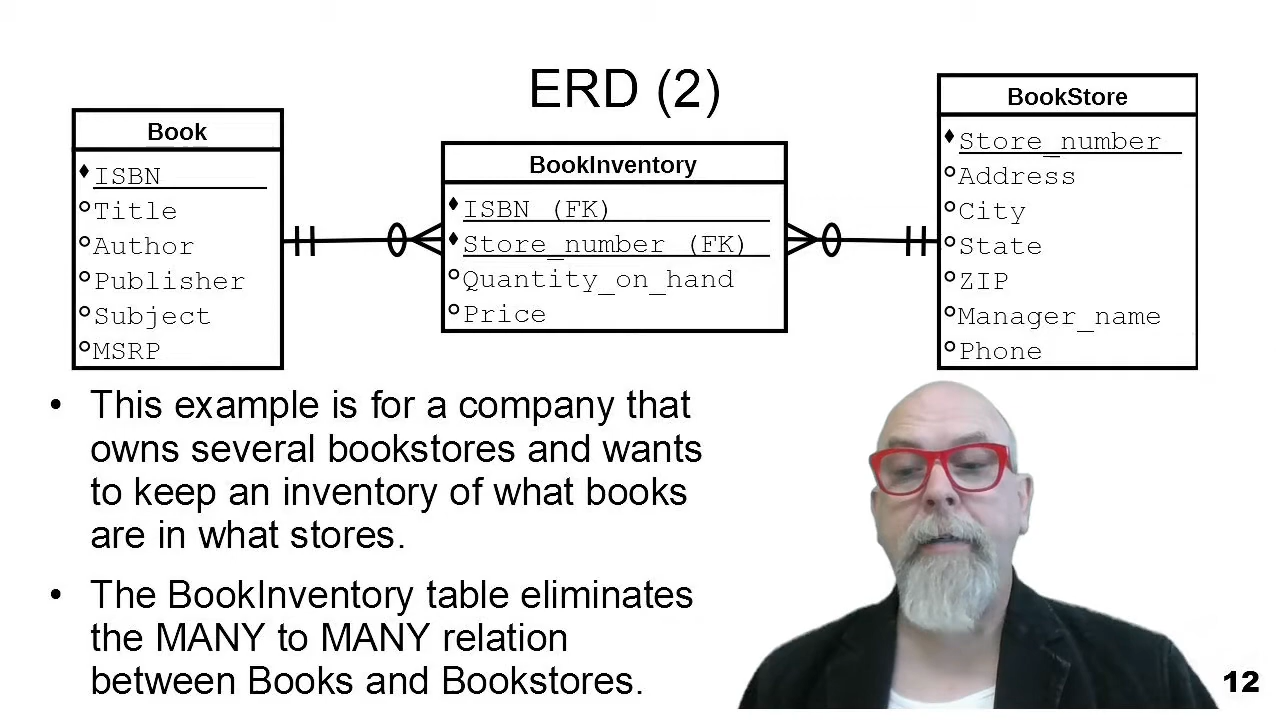 ERD (2)
Book
ISBN
Title
Author
Publisher
Subject
MSRP
BookInventory
ISBN (FK)
Store_number (FK)
Quantity_on_hand
Price
BookStore
Store_number
Address
City
State
ZIP
Manager_name
Phone
• This example is for a company that
owns several bookstores and wants
to keep an inventory of what books
are in what stores.
• The BookInventory table eliminates
the MANY to MANY relation
between Books and Bookstores.
12